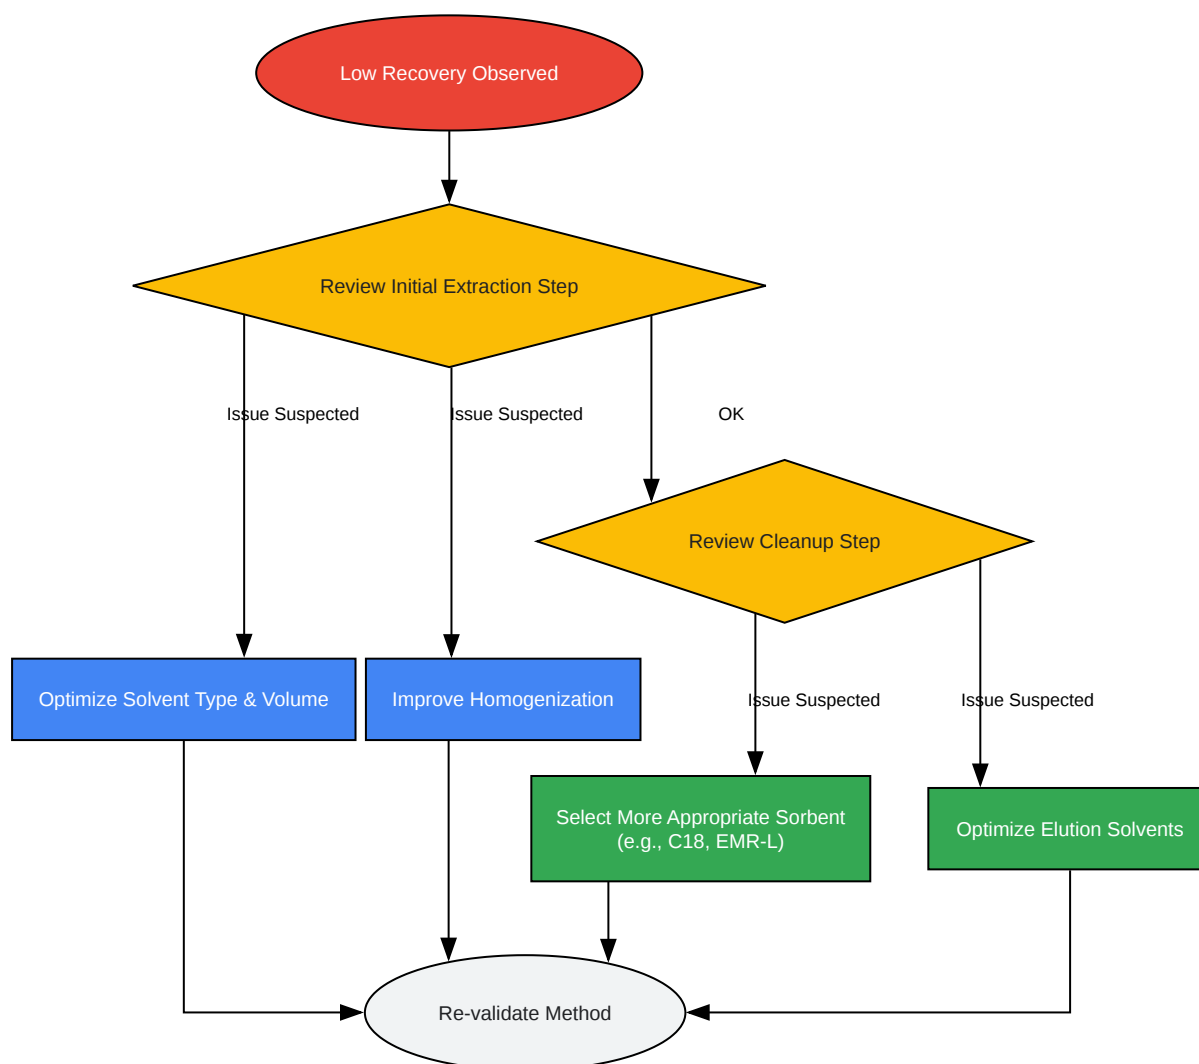 Low Recovery Observed
Review Initial Extraction Step
Issue Suspected
Issue Suspected
OK
Review Cleanup Step
Optimize Solvent Type & Volume
Improve Homogenization
Issue Suspected
Issue Suspected
Select More Appropriate Sorbent
(e.g., C18, EMR-L)
Optimize Elution Solvents
Re-validate Method